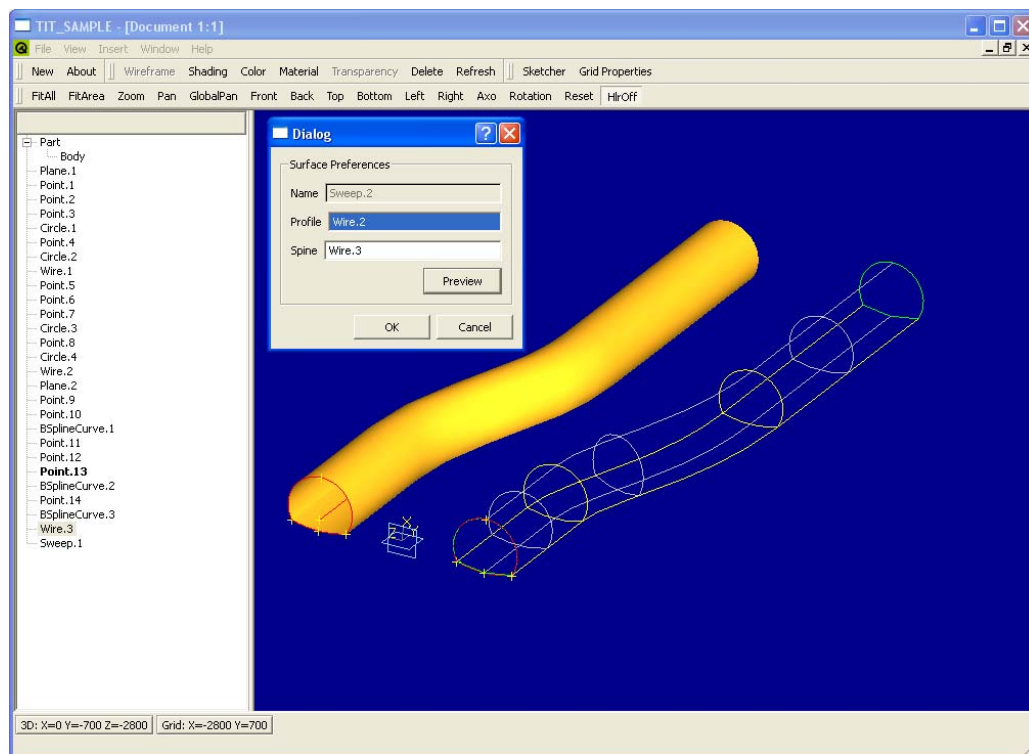 TIT_SAMPLE - [Document 1:1]
File View Insert Window Help
New About Wireframe Shading Color Material Transparency Delete Refresh Sketcher Grid Properties
FitAll FitArea Zoom Pan GlobalPan Front Back Top Bottom Left Right Axo Rotation Reset HlrOff
Part
Body
Plane.1
Point.1
Point.2
Point.3
Circle.1
Point.4
Circle.2
Wire.1
Point.5
Point.6
Point.7
Circle.3
Point.8
Circle.4
Wire.2
Plane.2
Point.9
Point.10
BSplineCurve.1
Point.11
Point.12
Point.13
BSplineCurve.2
Point.14
BSplineCurve.3
Wire.3
Sweep.1
Dialog
Surface Preferences
Name Sweep.2
Profile Wire.2
Spine Wire.3
Preview
OK Cancel
X
Z
3D: X=0 Y=-700 Z=-2800 Grid: X=-2800 Y=700